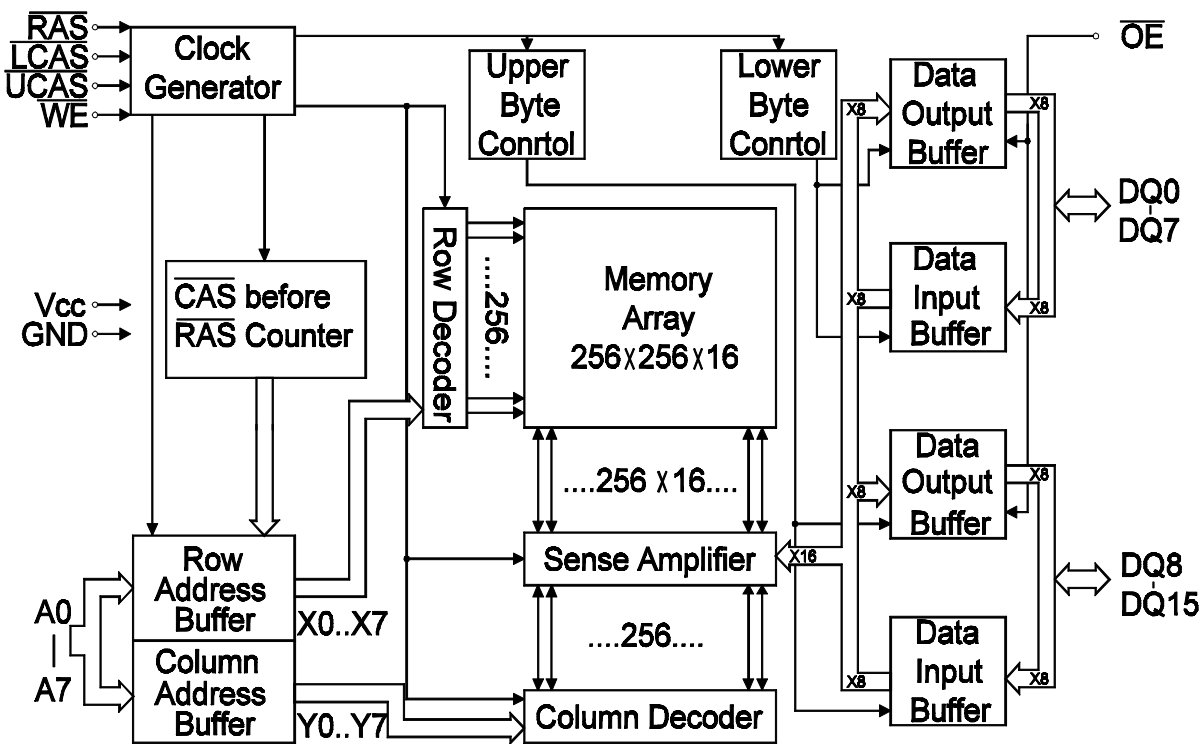 RAS
LCAS
UCAS
WE
Clock
Generator
Upper
Byte
Conrtol
Lower
Byte
Conrtol
OE
Data
Output
Buffer
X8
X8
DQ0
-
DQ7
Data
Input
Buffer
X8
X8
Row Decoder
....256....
Memory
Array
256X256X16
Vcc
GND
CAS before
RAS Counter
....256 X16....
Data
Output
Buffer
X8
X8
Sense Amplifier
X16
DQ8
-
DQ15
Row
Address
Buffer
X0..X7
A0
|
A7
Column
Address
Buffer
Y0..Y7
....256....
Column Decoder
Data
Input
Buffer
X8
X8